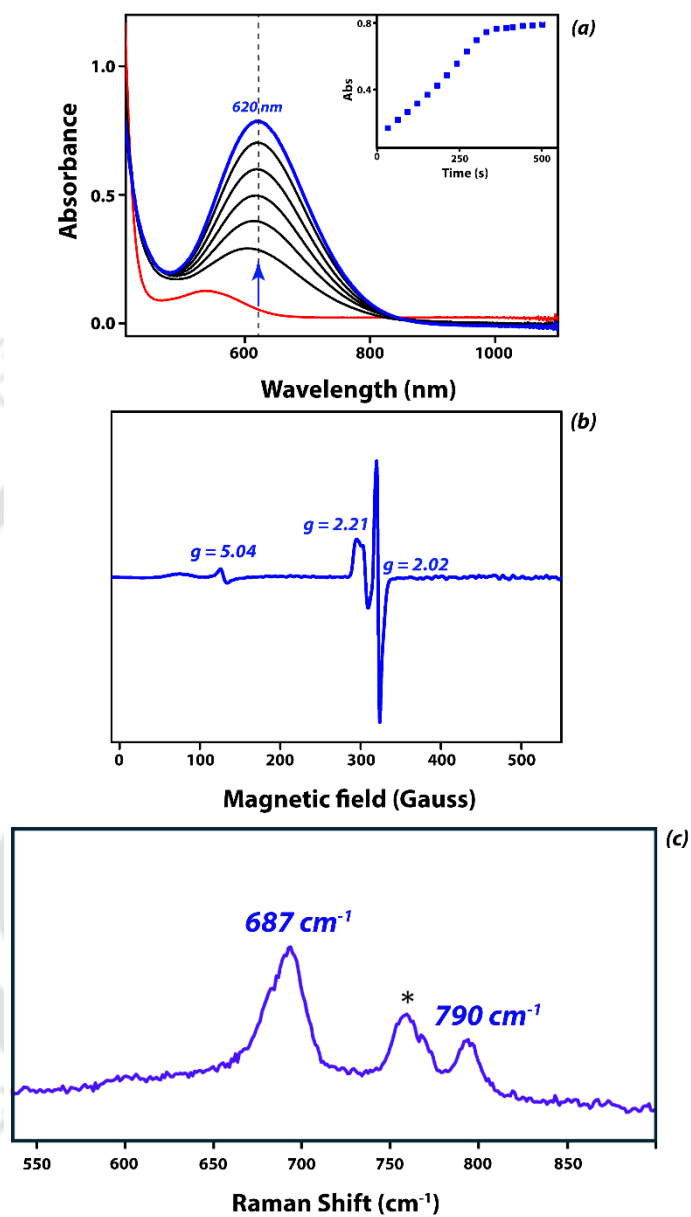 (a)
1.0
0.5
0.0
Absorbance
620 nm
0.8
0.4
Abs
0
250
500
Time (s)
600
800
1000
Wavelength (nm)
(b)
g = 5.04
g = 2.21
g = 2.02
0
100
200
300
400
500
Magnetic field (Gauss)
(c)
687 cm-1
*
790 cm-1
550
600
650
700
750
800
850
Raman Shift (cm-1)